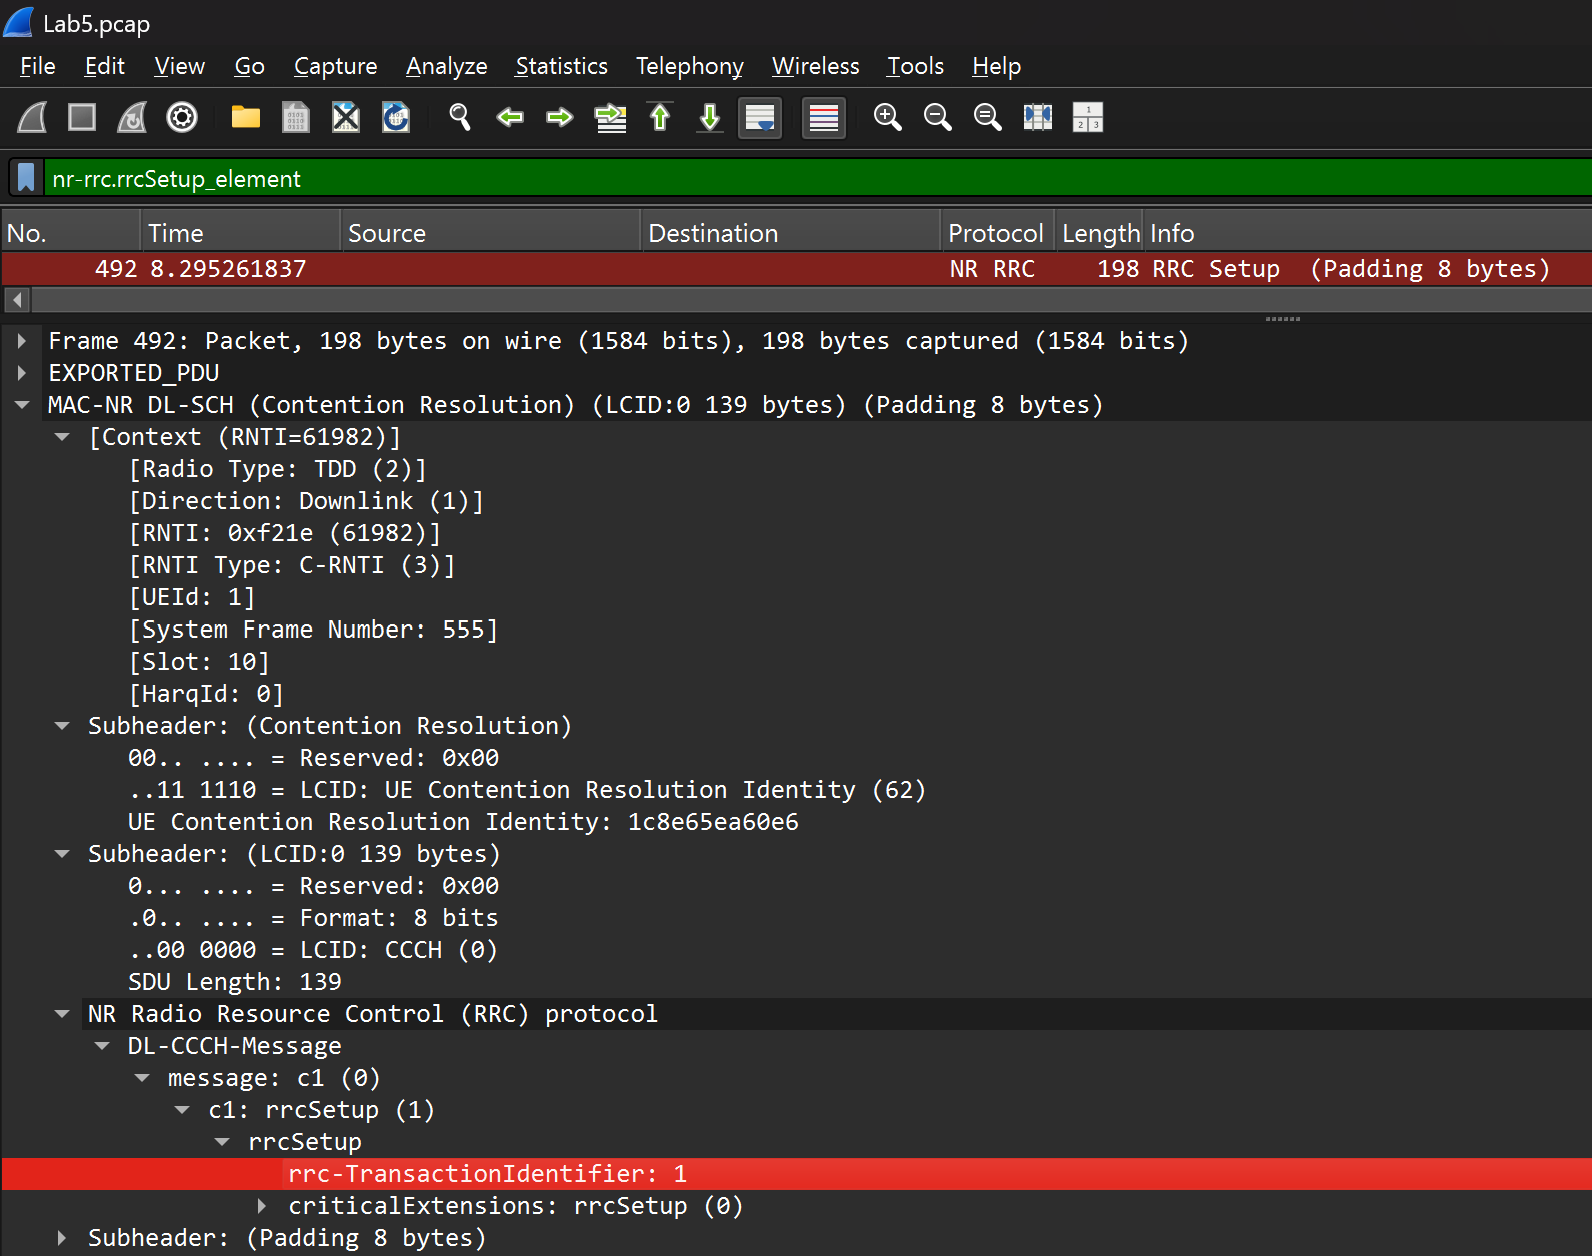 Lab5.pcap
File Edit View Go Capture Analyze Statistics Telephony Wireless Tools Help
nr-rrc.rrcSetup_element
No. Time Source Destination Protocol Length Info
492 8.295261837 NR RRC 198 RRC Setup (Padding 8 bytes)
Frame 492: Packet, 198 bytes on wire (1584 bits), 198 bytes captured (1584 bits)
EXPORTED_PDU
MAC-NR DL-SCH (Contention Resolution) (LCID:0 139 bytes) (Padding 8 bytes)
[Context (RNTI=61982)]
[Radio Type: TDD (2)]
[Direction: Downlink (1)]
[RNTI: 0xf21e (61982)]
[RNTI Type: C-RNTI (3)]
[UEId: 1]
[System Frame Number: 555]
[Slot: 10]
[HarqId: 0]
Subheader: (Contention Resolution)
00.. .... = Reserved: 0x00
..11 1110 = LCID: UE Contention Resolution Identity (62)
UE Contention Resolution Identity: 1c8e65ea60e6
Subheader: (LCID:0 139 bytes)
0... .... = Reserved: 0x00
.0.. .... = Format: 8 bits
..00 0000 = LCID: CCCH (0)
SDU Length: 139
NR Radio Resource Control (RRC) protocol
DL-CCCH-Message
message: c1 (0)
c1: rrcSetup (1)
rrcSetup
rrc-TransactionIdentifier: 1
criticalExtensions: rrcSetup (0)
Subheader: (Padding 8 bytes)